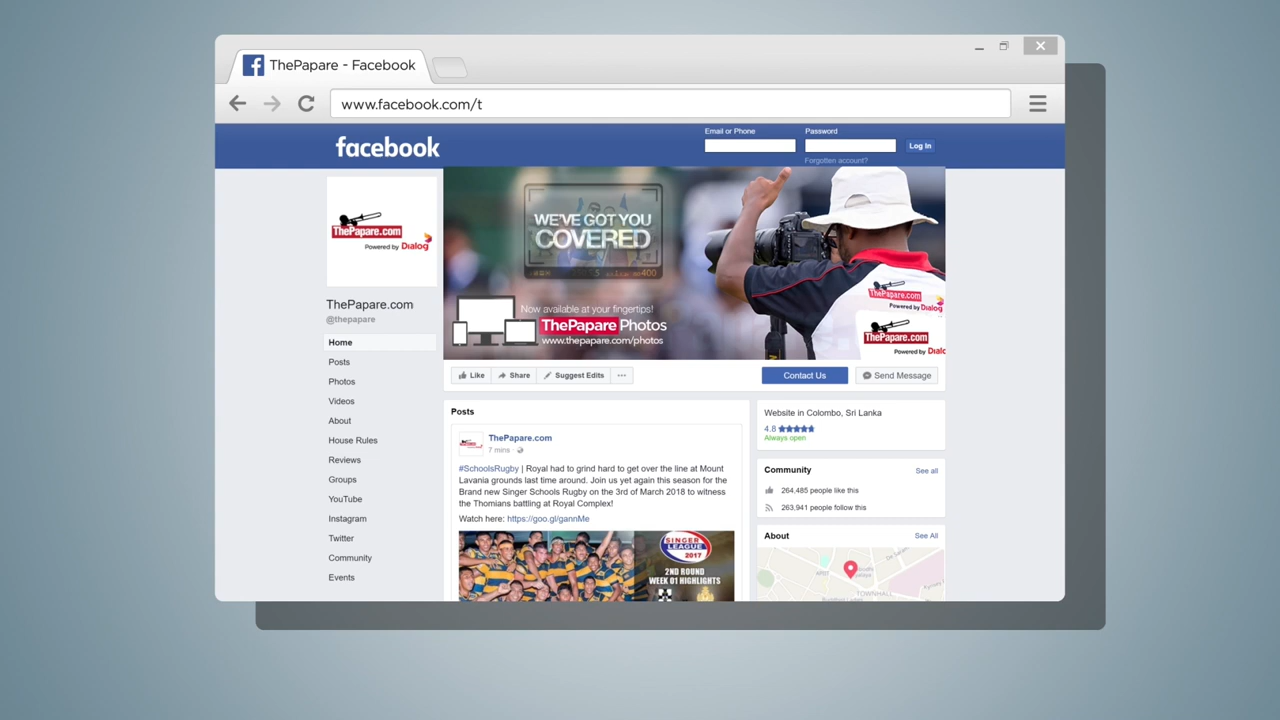 ThePapare - Facebook
www.facebook.com/t
facebook
Email or Phone
Password
Log In
Forgotten account?
ThePapare.com
Powered by Dialog
ThePapare.com
@thepapare
Home
Posts
Photos
Videos
About
House Rules
Reviews
Groups
YouTube
Instagram
Twitter
Community
Events
WE'VE GOT YOU
COVERED
Now available at your fingertips!
ThePapare Photos
www.thepapare.com/photos
ThePapare.com
Powered by Dialog
ThePapare.com
Powered by Dialo
Like
Share
Suggest Edits
Contact Us
Send Message
Posts
ThePapare.com
7 mins
#SchoolsRugby | Royal had to grind hard to get over the line at Mount
Lavania grounds last time around. Join us yet again this season for the
Brand new Singer Schools Rugby on the 3rd of March 2018 to witness
the Thomians battling at Royal Complex!
Watch here: https://goo.gl/gannMe
SINGER
LEAGUE
2017
2ND ROUND
WEEK 01 HIGHLIGHTS
Website in Colombo, Sri Lanka
4.8
Always open
Community
See all
264,485 people like this
263,941 people follow this
About
See All
TOWNHALL